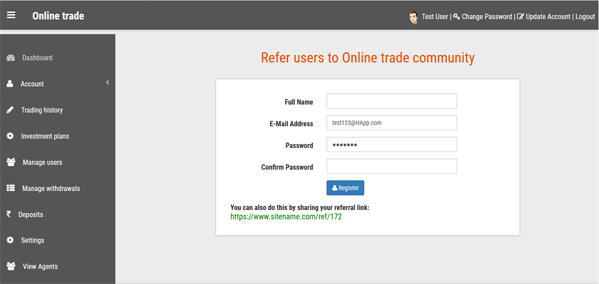 Online trade
Test User | Change Password | Update Account | Logout
Dashboard
Account
Trading history
Investment plans
Manage users
Manage withdrawals
Deposits
Settings
View Agents
Refer users to Online trade community
Full Name
E-Mail Address test123@HApp.com
Password •••••••
Confirm Password
Register
You can also do this by sharing your referral link:
https://www.sitename.com/ref/172